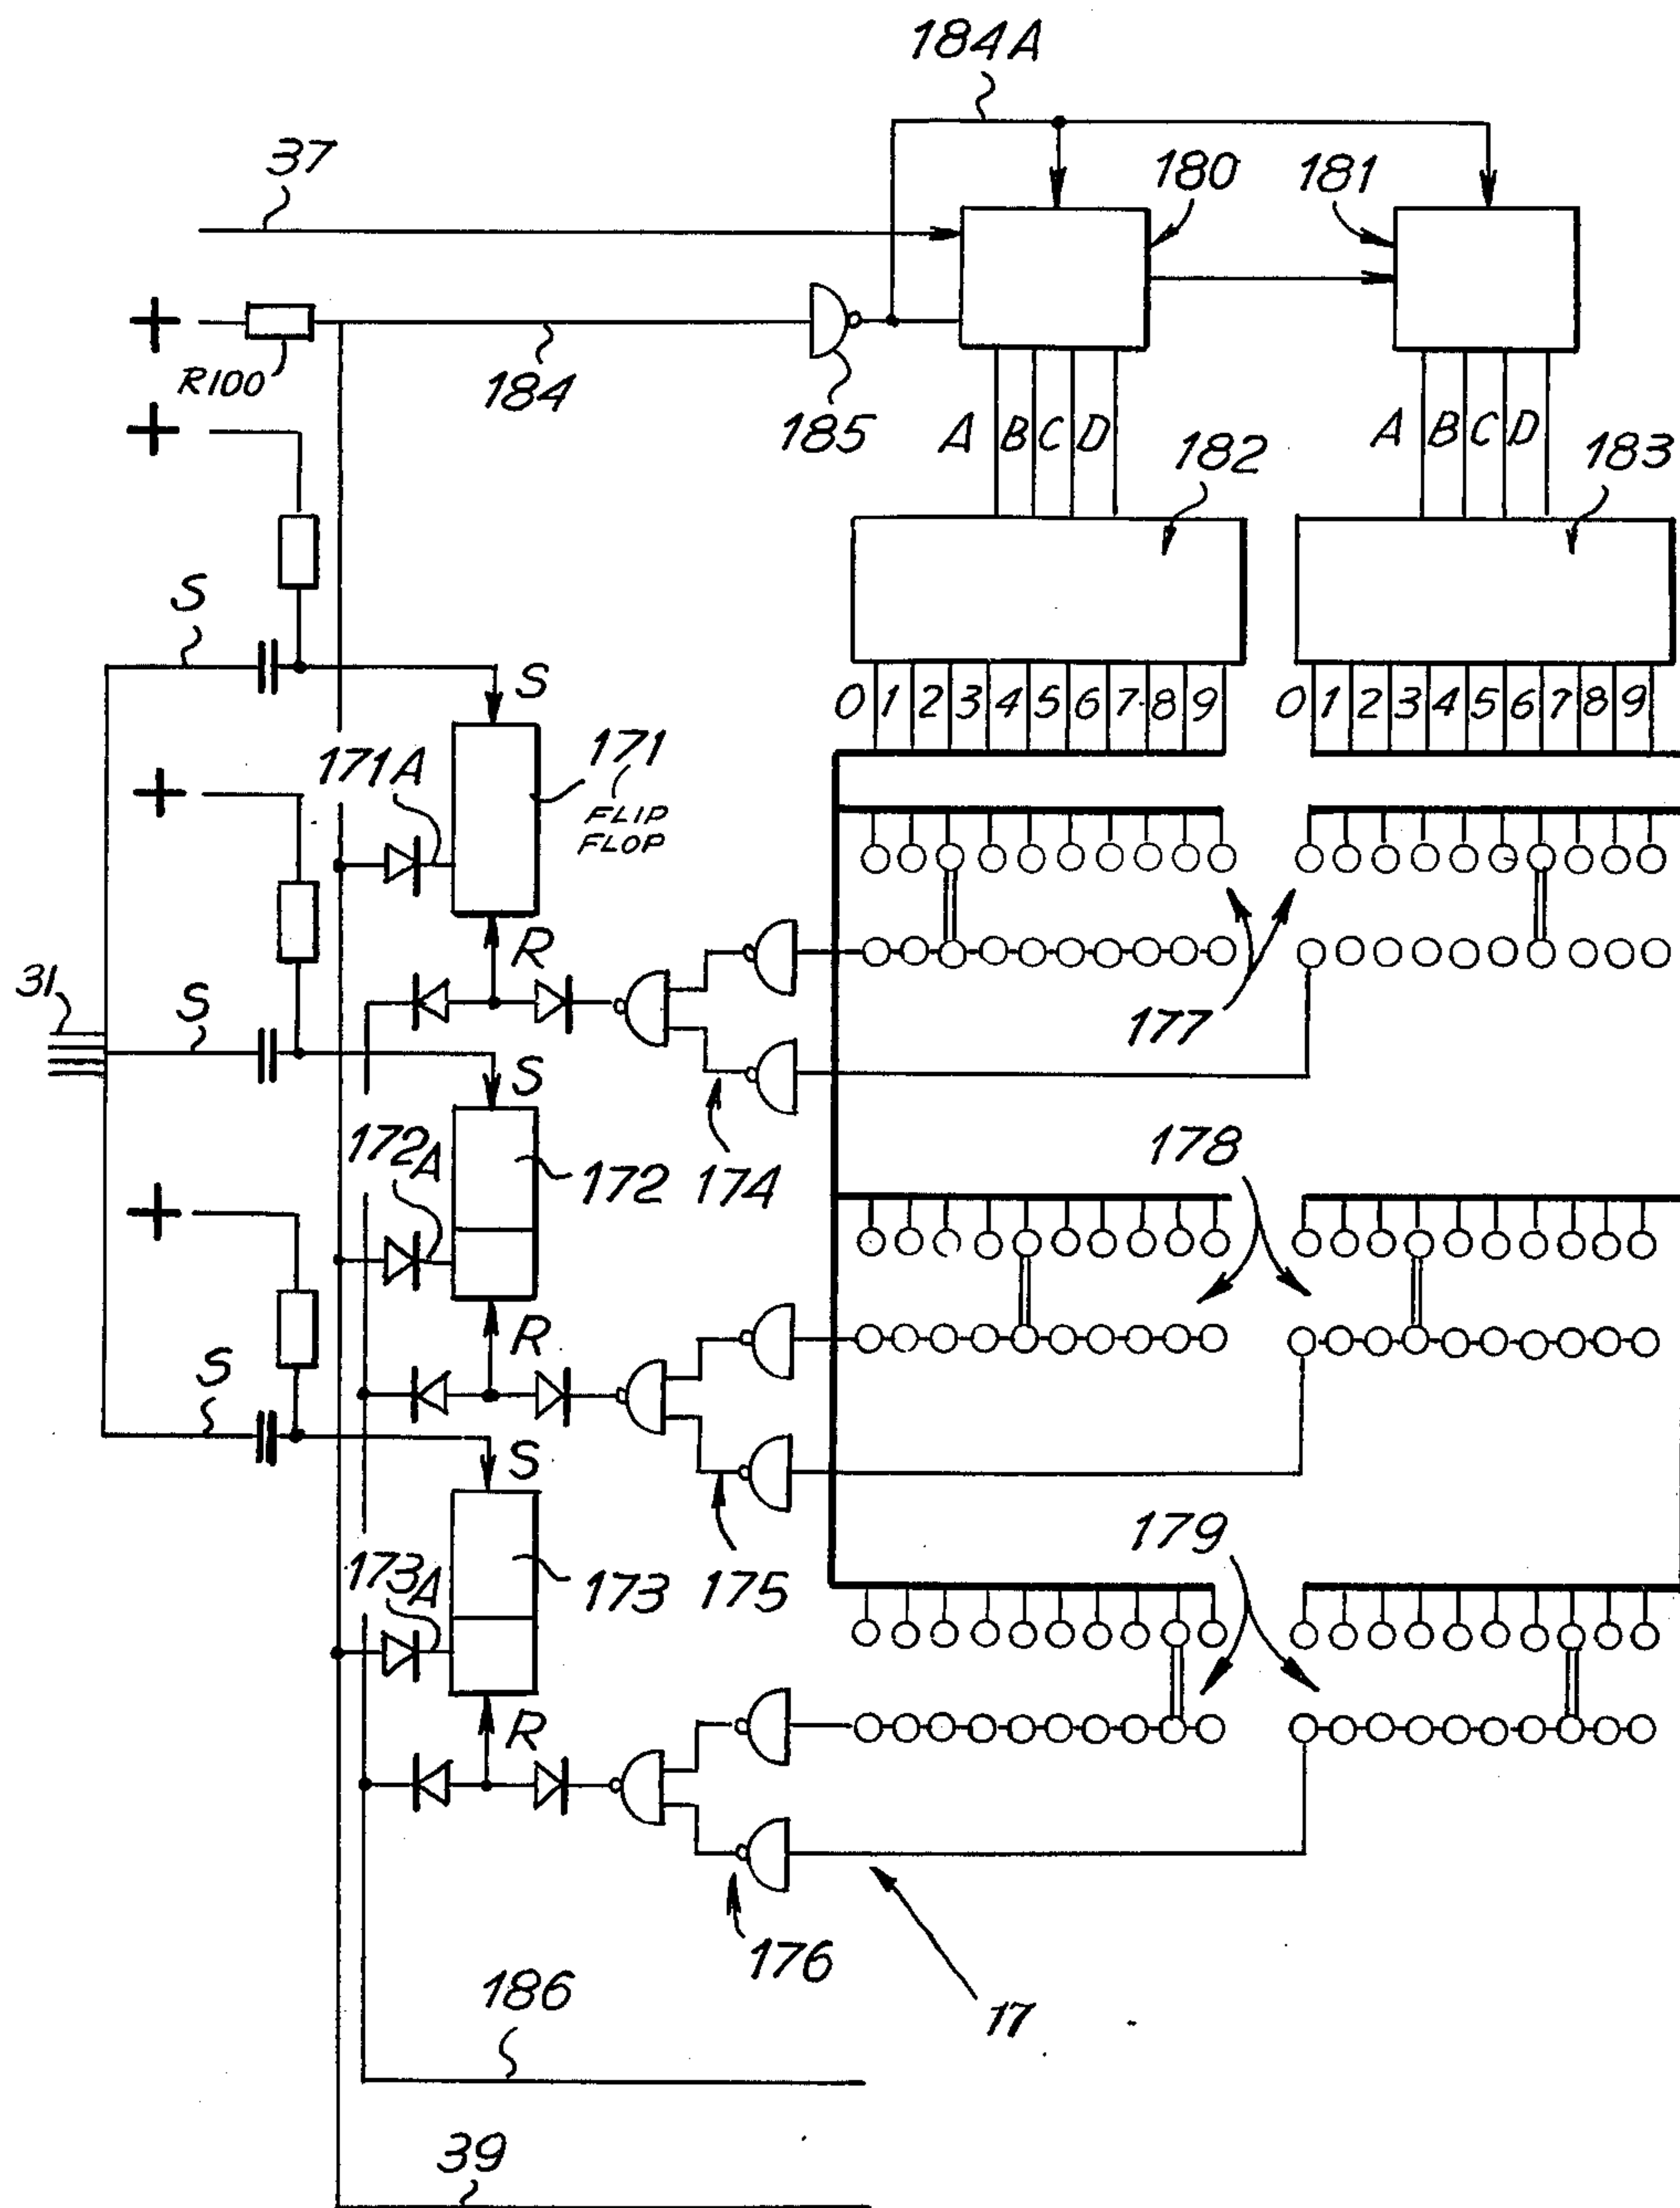 184A
37
180
181
+
R100
184
185
+
A B C D
A B C D
182
183
S
0 1 2 3 4 5 6 7 8 9
0 1 2 3 4 5 6 7 8 9
S
171A
171
FLIP
FLOP
+
R
31
S
177
S
172A
172
174
178
+
R
S
S
173A
173
175
179
R
176
186
17
39